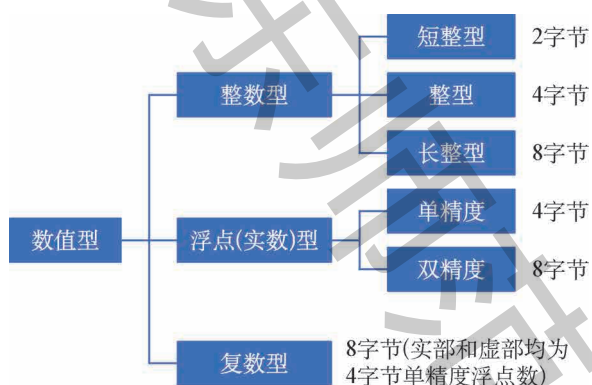 短整型 2字节
整数型 整型 4字节
长整型 8字节
单精度 4字节
数值型 浮点(实数)型
双精度 8字节
复数型 8字节(实部和虚部均为
4字节单精度浮点数)